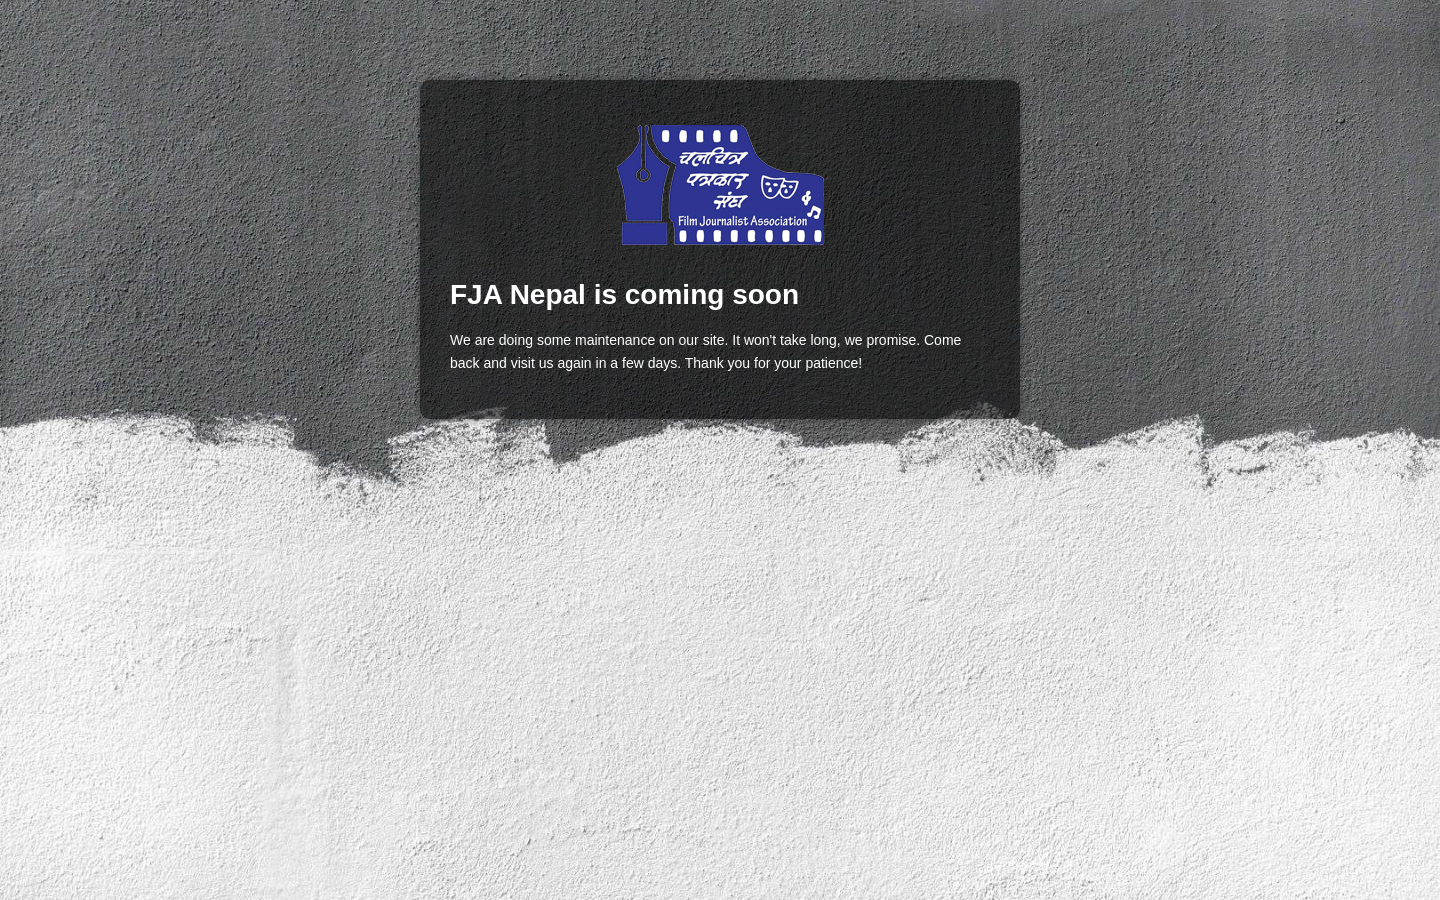 चलचित्र
पत्रकार
संघ
Film Journalist Association
FJA Nepal is coming soon
We are doing some maintenance on our site. It won't take long, we promise. Come
back and visit us again in a few days. Thank you for your patience!